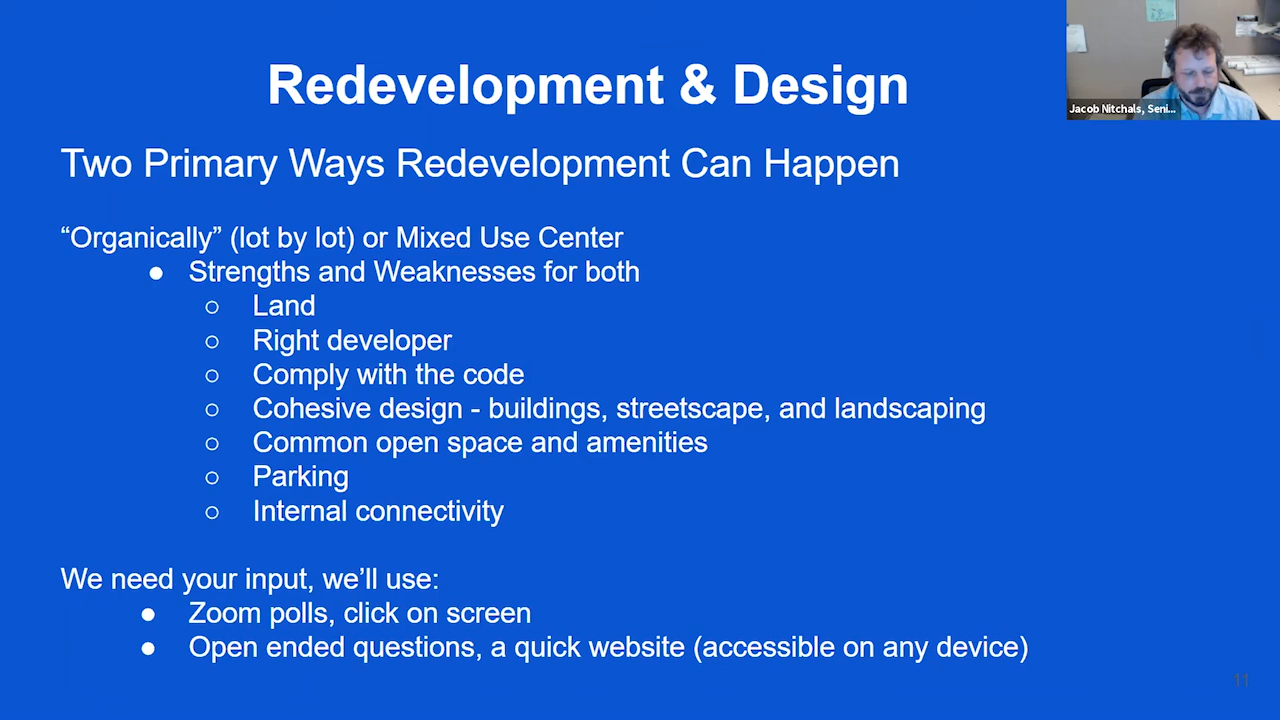 Redevelopment & Design
Jacob Nitchals, Seni...
Two Primary Ways Redevelopment Can Happen
“Organically” (lot by lot) or Mixed Use Center
● Strengths and Weaknesses for both
○ Land
○ Right developer
○ Comply with the code
○ Cohesive design - buildings, streetscape, and landscaping
○ Common open space and amenities
○ Parking
○ Internal connectivity
We need your input, we’ll use:
● Zoom polls, click on screen
● Open ended questions, a quick website (accessible on any device)
11